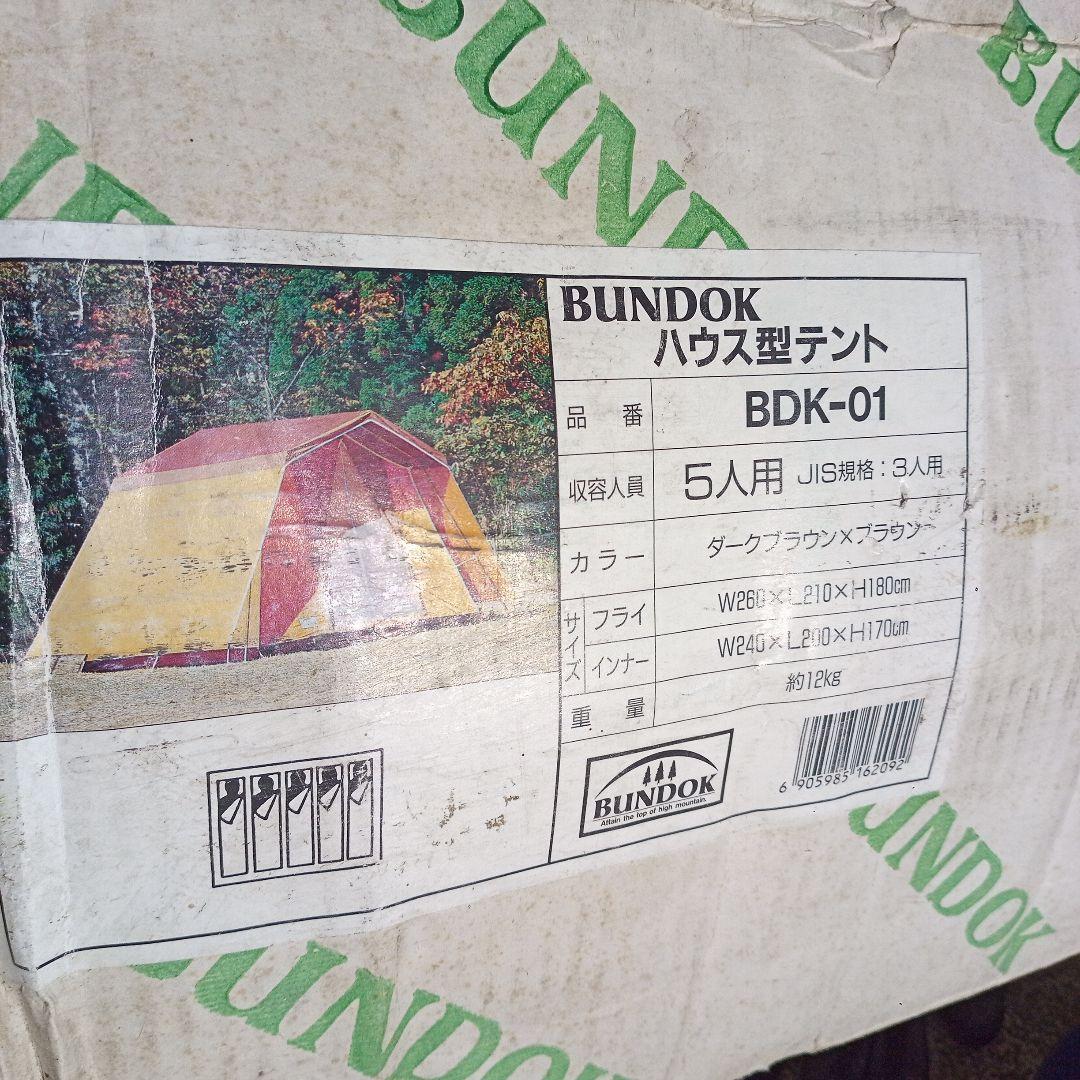 BUNDOK
BU
BUNDOK
ハウス型テント
品番 BDK-01
収容人員 5人用 JIS規格：3人用
カラー ダークブラウン×ブラウン
サイズ フライ W260×L210×H180cm
インナー W240×L200×H170cm
重量 約12kg
BUNDOK
Attain the top of high mountain.
6 905985 162092
UNDOK
BUNDOK